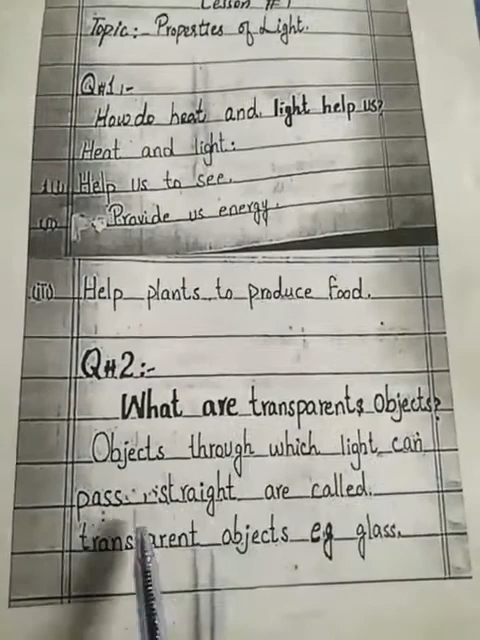 Lesson # 1
Topic:- Properties of Light.
Q#1:-
How do heat and light help us?
Heat and light:
(i) Help us to see.
(ii) Provide us energy.
(iii) Help plants to produce food.
Q#2:-
What are transparents objects?
Objects through which light can
pass straight are called
transparent objects eg glass.